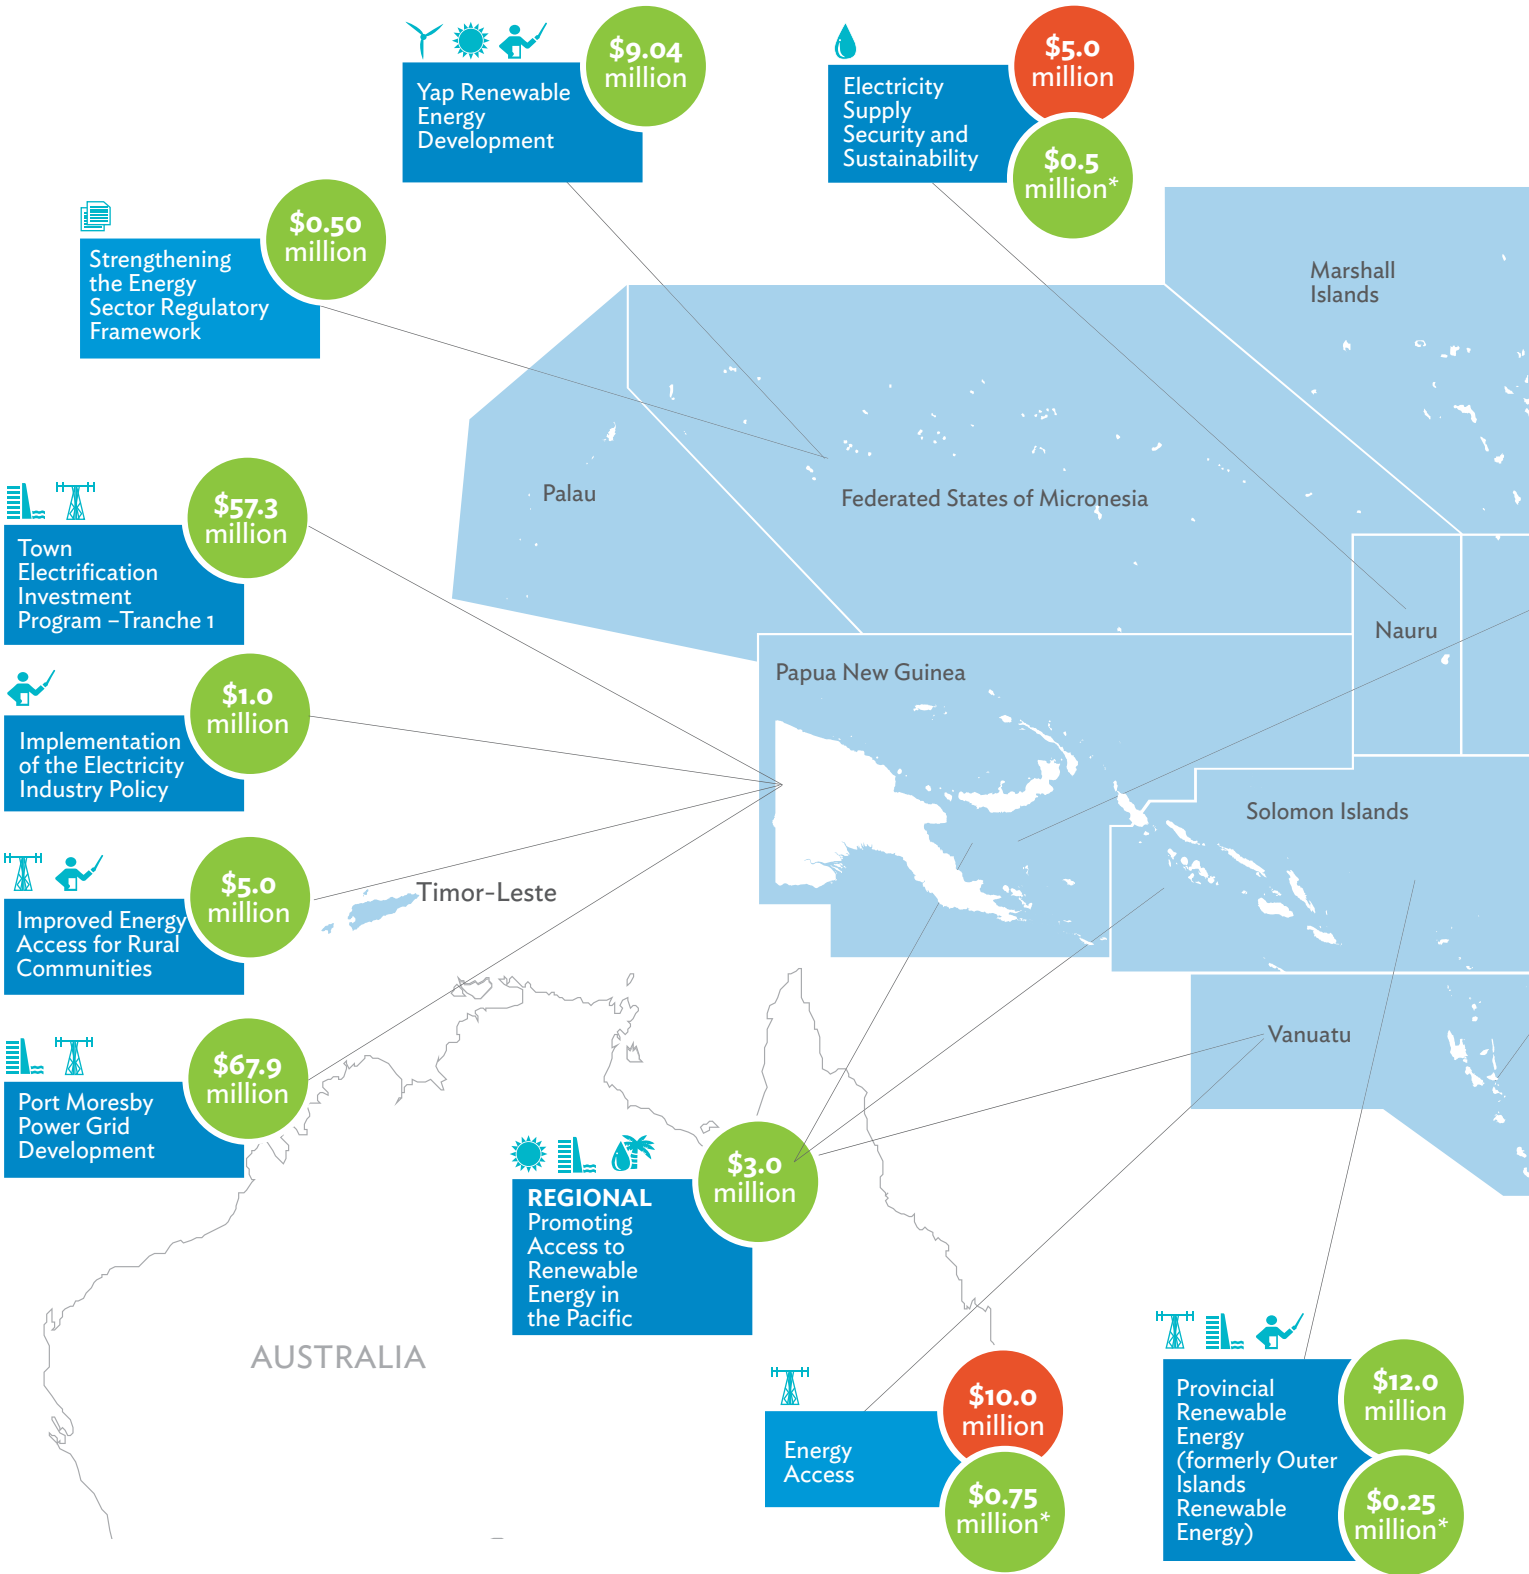 $9.04
million
Yap Renewable
Energy
Development
$5.0
million
Electricity
Supply
Security and
Sustainability
$0.5
million*
$0.50
million
Strengthening
the Energy
Sector Regulatory
Framework
Marshall
Islands
Palau
Federated States of Micronesia
$57.3
million
Town
Electrification
Investment
Program –Tranche 1
Nauru
Papua New Guinea
$1.0
million
Implementation
of the Electricity
Industry Policy
Solomon Islands
$5.0
million
Improved Energy
Access for Rural
Communities
Timor-Leste
Vanuatu
$67.9
million
Port Moresby
Power Grid
Development
$3.0
million
REGIONAL
Promoting
Access to
Renewable
Energy in
the Pacific
AUSTRALIA
$10.0
million
Energy
Access
$0.75
million*
$12.0
million
Provincial
Renewable
Energy
(formerly Outer
Islands
Renewable
Energy)
$0.25
million*